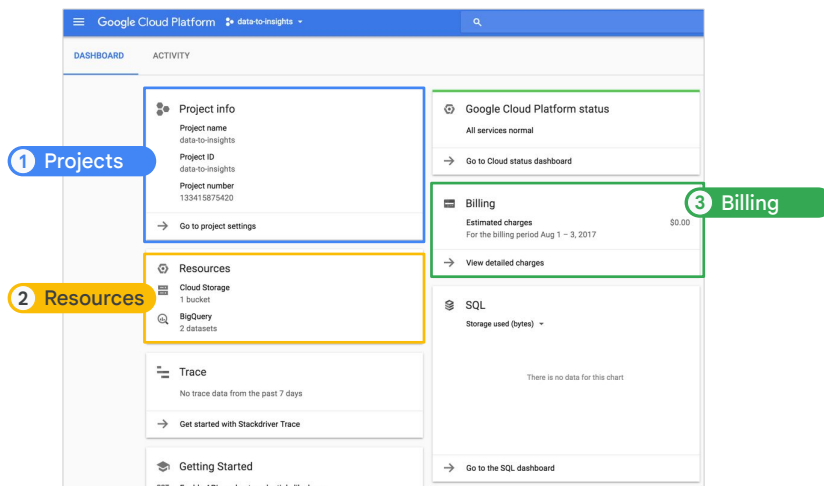 Google Cloud Platform data-to-insights
DASHBOARD ACTIVITY
1 Projects
Project info
Project name
data-to-insights
Project ID
data-to-insights
Project number
133415875420
Go to project settings
2 Resources
Resources
Cloud Storage
1 bucket
BigQuery
2 datasets
Trace
No trace data from the past 7 days
Get started with Stackdriver Trace
Getting Started
Google Cloud Platform status
All services normal
Go to Cloud status dashboard
3 Billing
Billing
Estimated charges $0.00
For the billing period Aug 1 – 3, 2017
View detailed charges
SQL
Storage used (bytes)
There is no data for this chart
Go to the SQL dashboard